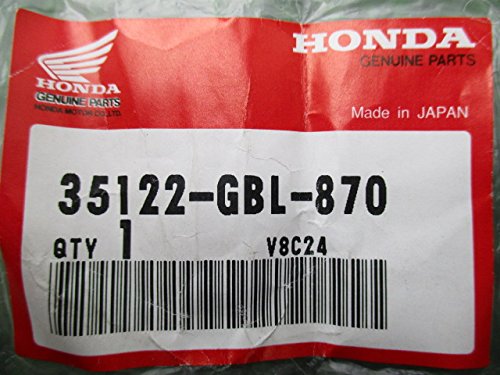 HONDA
GENUINE PARTS
HONDA
GENUINE PARTS
HONDA MOTOR CO.,LTD.
Made in JAPAN
35122-GBL-870
QTY 1 V8C24